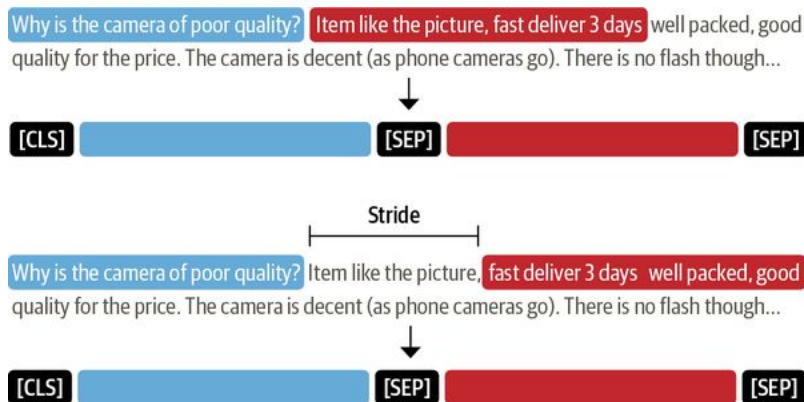 Why is the camera of poor quality? Item like the picture, fast deliver 3 days well packed, good
quality for the price. The camera is decent (as phone cameras go). There is no flash though...
[CLS] [SEP] [SEP]
Stride
Why is the camera of poor quality? Item like the picture, fast deliver 3 days well packed, good
quality for the price. The camera is decent (as phone cameras go). There is no flash though...
[CLS] [SEP] [SEP]